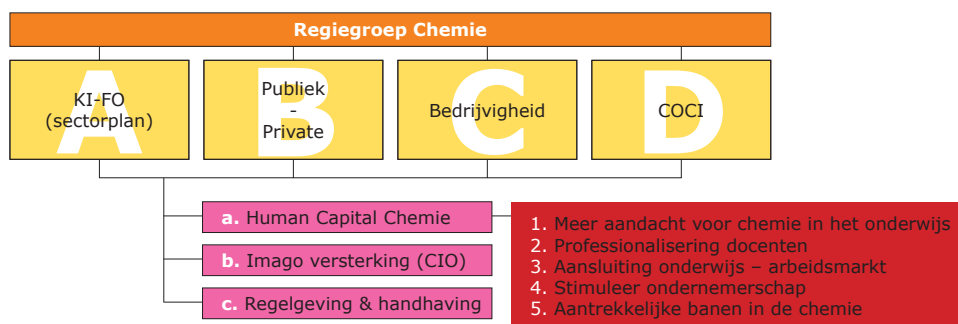 Regiegroep Chemie
A
KI-FO
(sectorplan)
B
Publiek
-
Private
C
Bedrijvigheid
D
COCI
a. Human Capital Chemie
b. Imago versterking (CIO)
c. Regelgeving & handhaving
1. Meer aandacht voor chemie in het onderwijs
2. Professionalisering docenten
3. Aansluiting onderwijs – arbeidsmarkt
4. Stimuleer ondernemerschap
5. Aantrekkelijke banen in de chemie